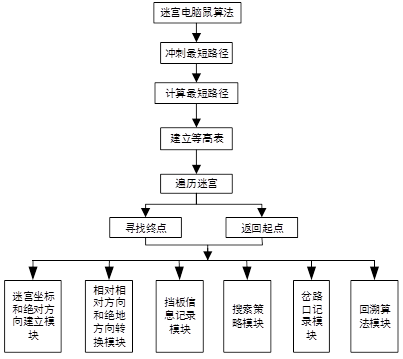 迷宫电脑鼠算法
冲刺最短路径
计算最短路径
建立等高表
遍历迷宫
寻找终点
返回起点
迷宫坐标
和绝对方
向建立模
块
相对相
对方向
和绝地
方向转
换模块
挡板信
息记录
模块
搜索策
略模块
岔路
口记
录模
块
回溯算
法模块